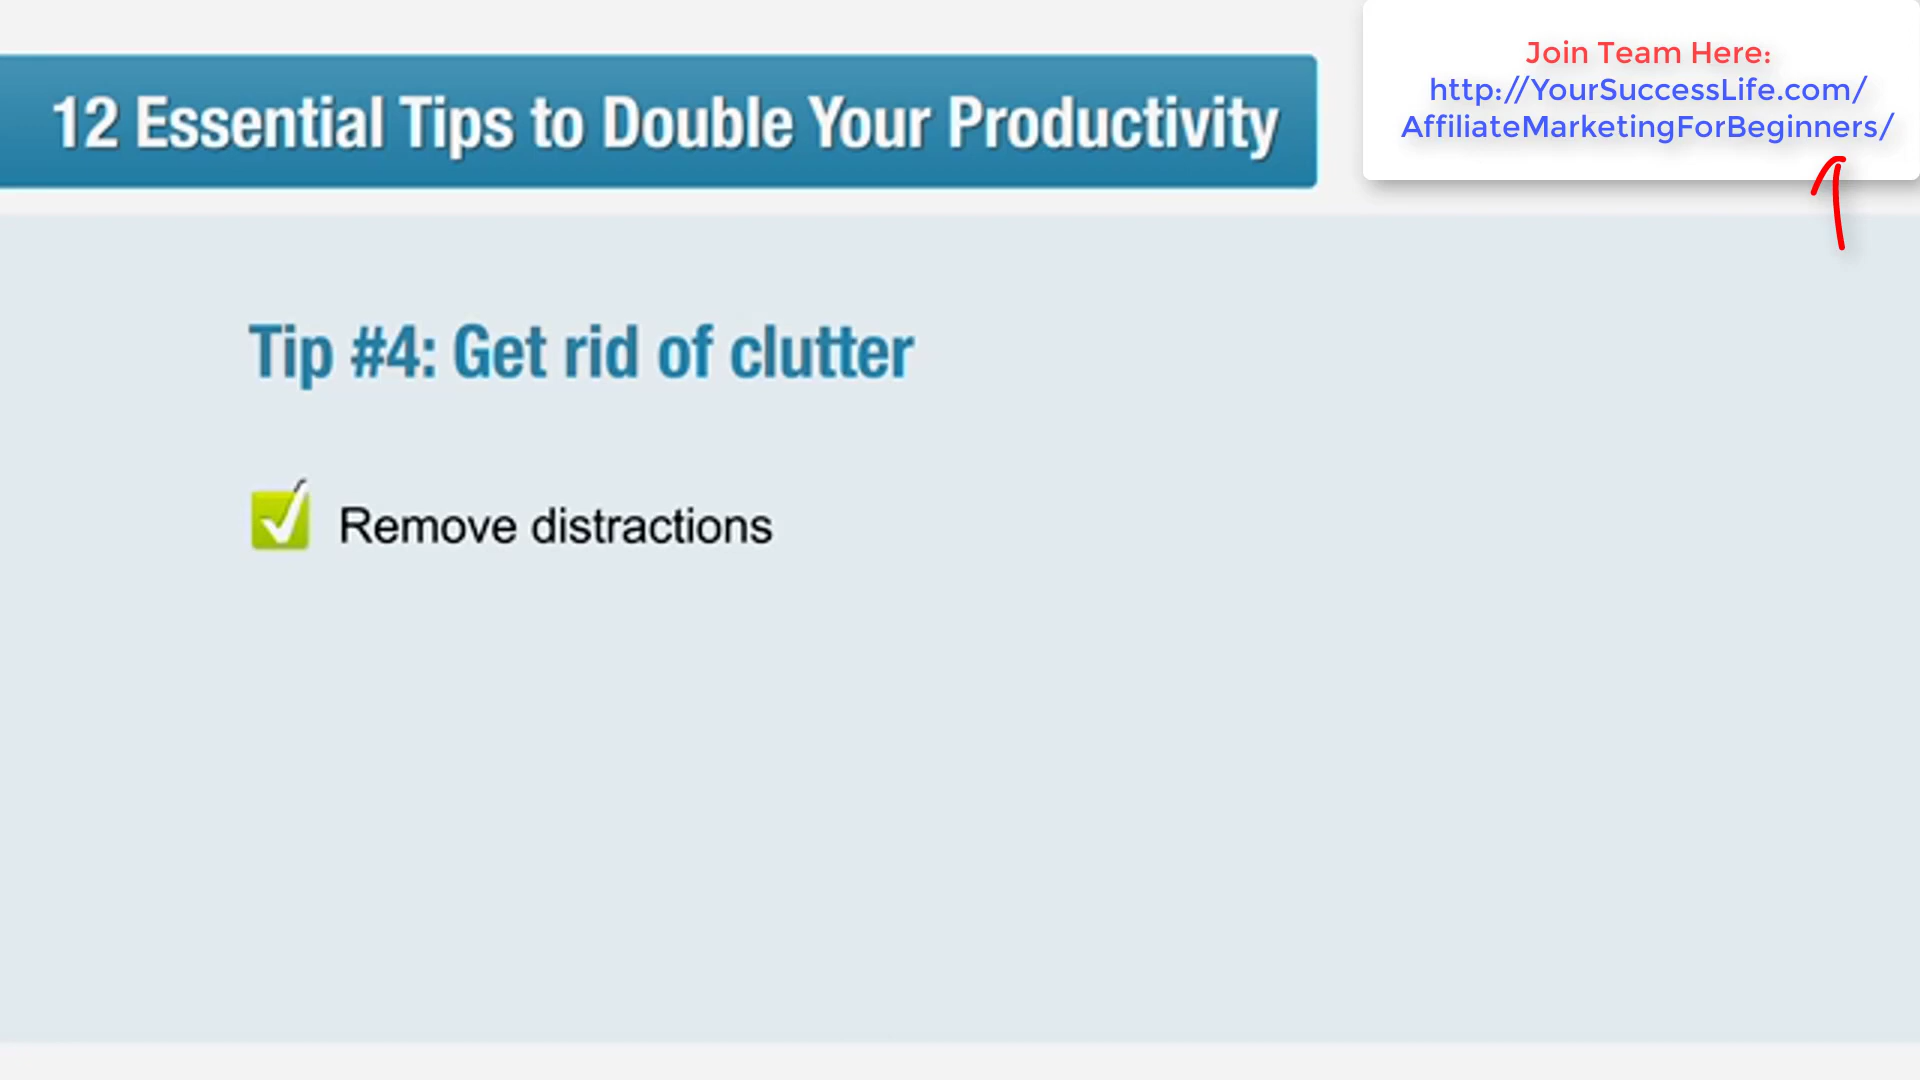 12 Essential Tips to Double Your Productivity
Join Team Here:
http://YourSuccessLife.com/
AffiliateMarketingForBeginners/
Tip #4: Get rid of clutter
Remove distractions